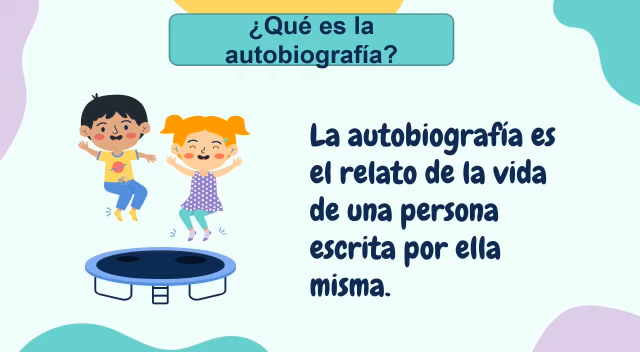 ¿Qué es la
autobiografía?
La autobiografía es
el relato de la vida
de una persona
escrita por ella
misma.